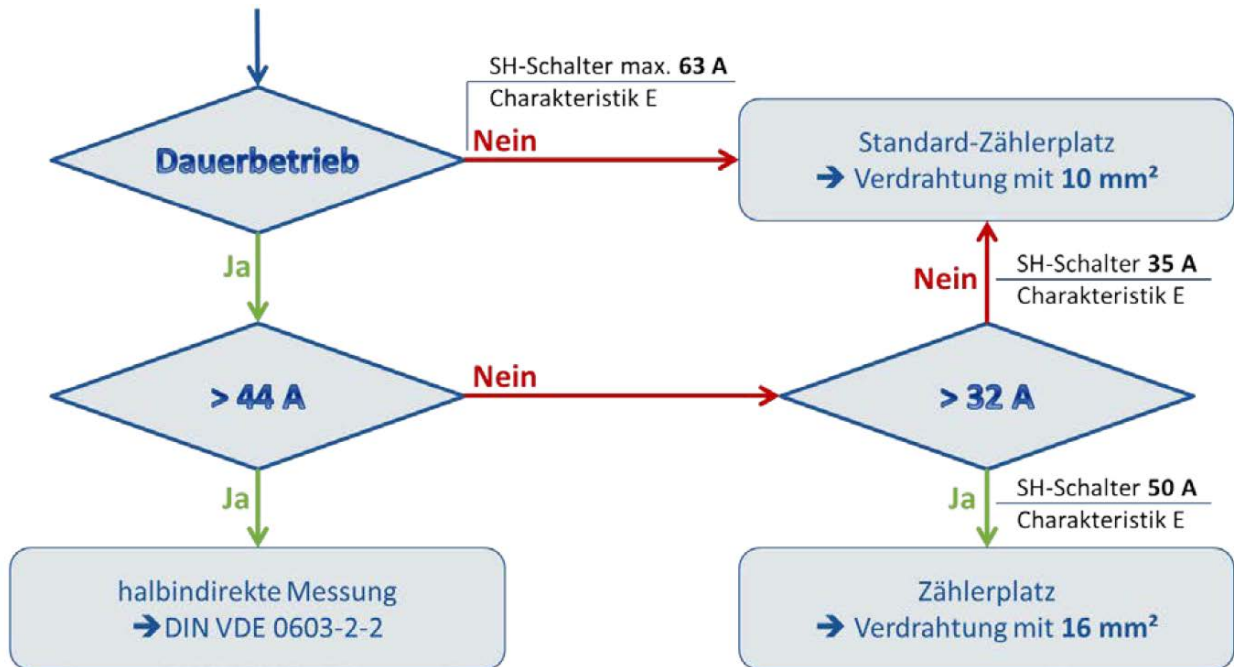 SH-Schalter max. 63 A
Charakteristik E
Dauerbetrieb
Nein
Standard-Zählerplatz
➔ Verdrahtung mit 10 mm²
Ja
Nein
SH-Schalter 35 A
Charakteristik E
> 44 A
Nein
> 32 A
Ja
Ja
SH-Schalter 50 A
Charakteristik E
halbindirekte Messung
➔ DIN VDE 0603-2-2
Zählerplatz
➔ Verdrahtung mit 16 mm²